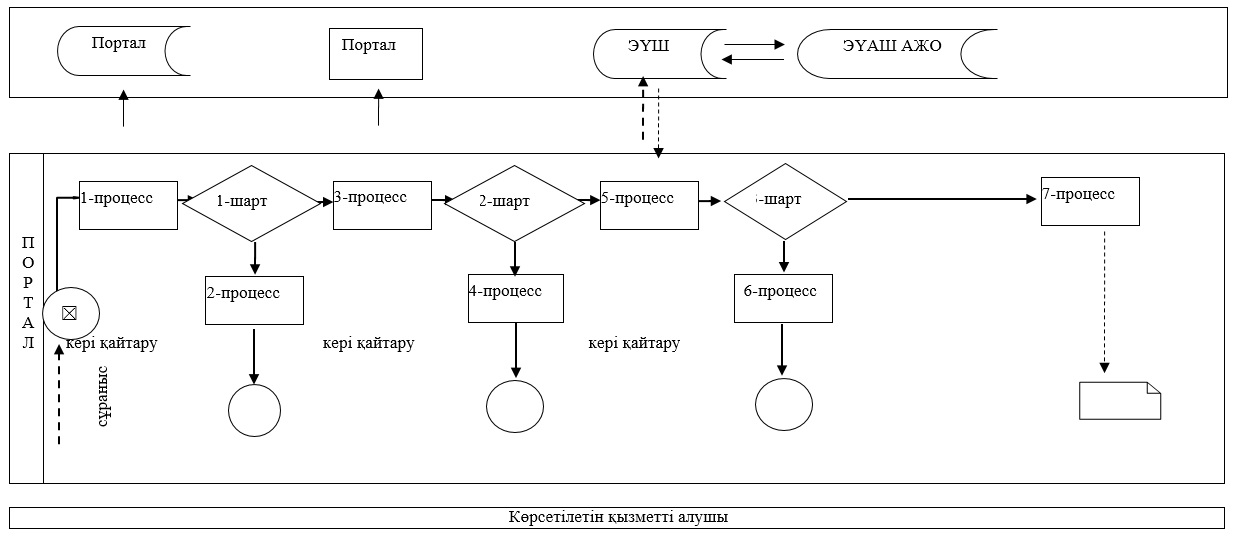 Портал
Портал
ЭҮШ
ЭҮАШ АЖО
1-процесс
1-шарт
3-процесс
2-шарт
5-процесс
-шарт
7-процесс
ПОРТАЛ
2-процесс
4-процесс
6-процесс
кері қайтару
кері қайтару
кері қайтару
сұраныс
Көрсетілетін қызметті алушы